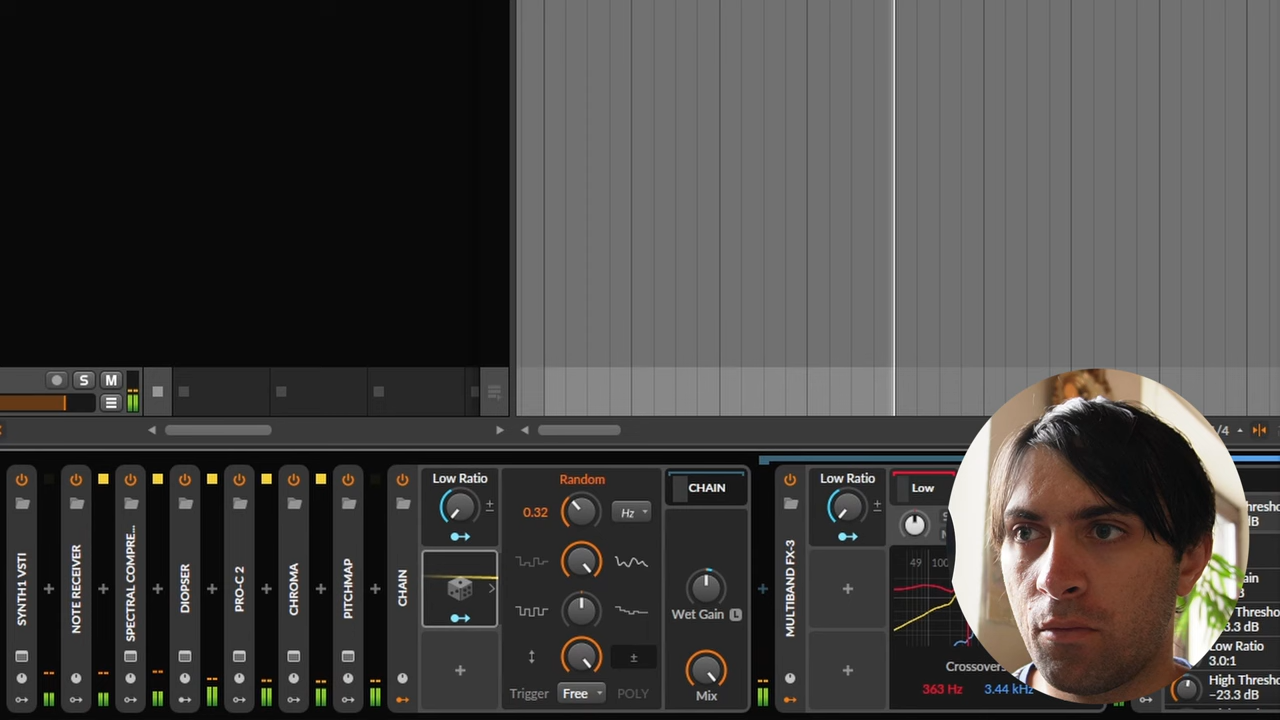 S M
/4
SYNTH1 VSTI
NOTE RECEIVER
SPECTRAL COMPRE...
DIOPSER
PRO-C 2
CHROMA
PITCHMAP
CHAIN
Low Ratio
±
Random
0.32
Hz
±
Trigger
Free
POLY
CHAIN
Wet Gain L
Mix
MULTIBAND FX-3
Low Ratio
±
Low
49
Crossovers
363 Hz
3.44 kHz
Low Ratio
3.0:1
High Thresho
−23.3 dB